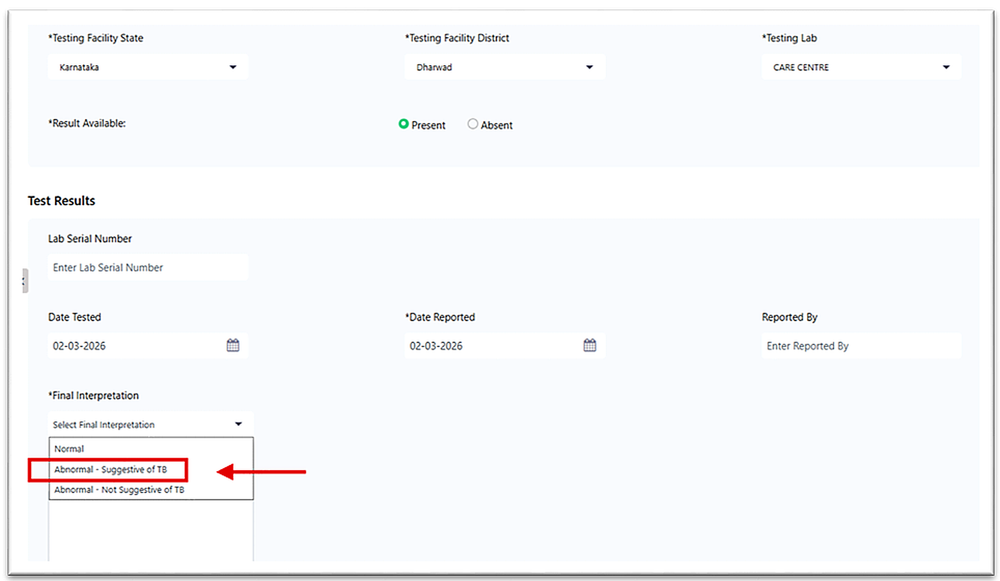 *Testing Facility State
*Testing Facility District
*Testing Lab
Karnataka
Dharwad
CARE CENTRE
*Result Available:
Present
Absent
Test Results
Lab Serial Number
Enter Lab Serial Number
Date Tested
*Date Reported
Reported By
02-03-2026
02-03-2026
Enter Reported By
*Final Interpretation
Select Final Interpretation
Normal
Abnormal - Suggestive of TB
Abnormal - Not Suggestive of TB